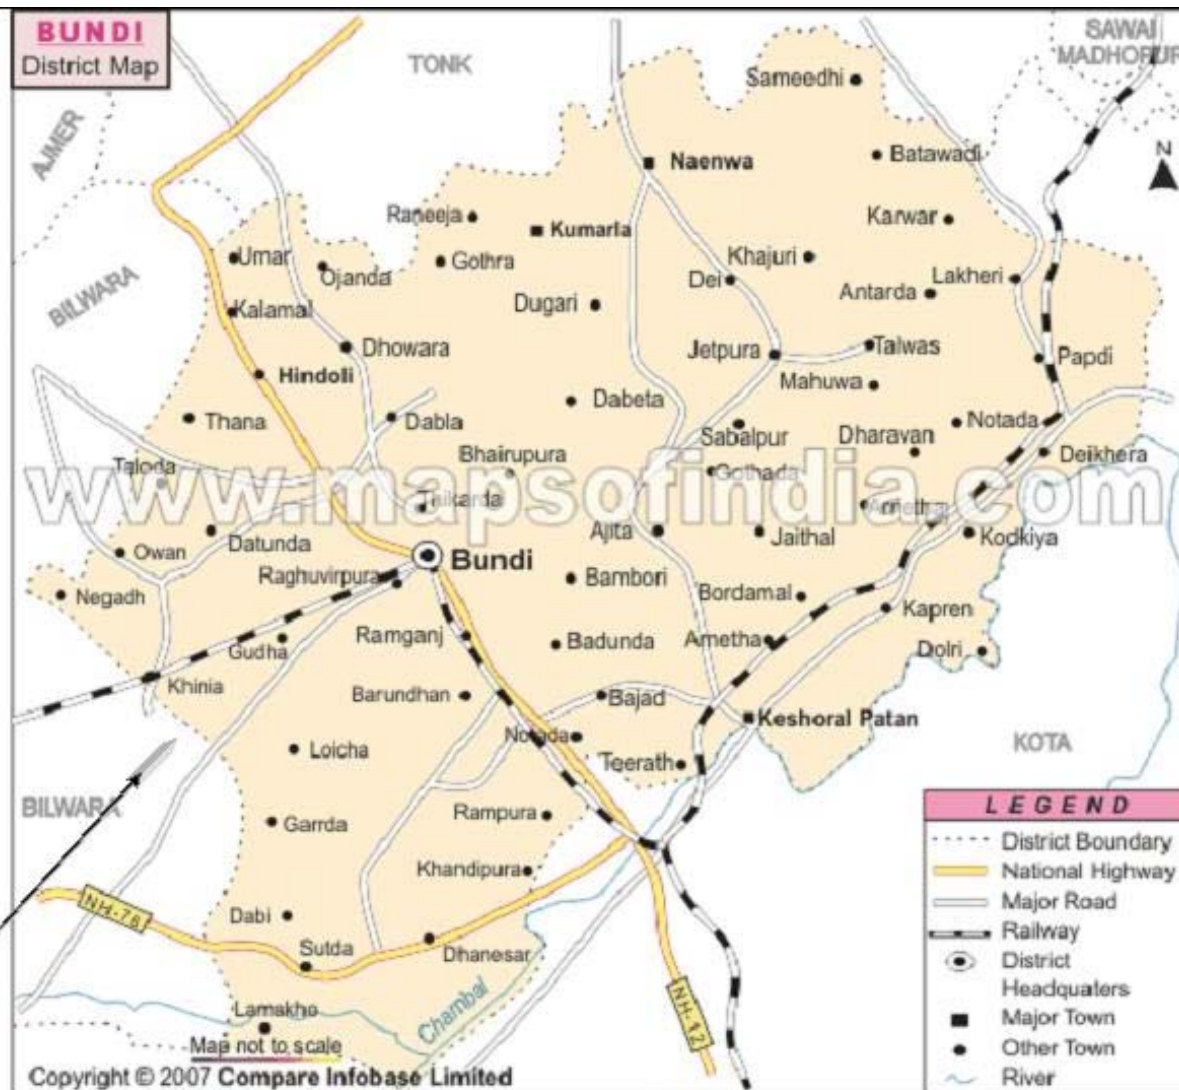 BUNDI
District Map
TONK
SAWAI
MADHOPUR
AJMER
Sameedhi
N
Naenwa
Batawadi
Raneeja
Kumarla
Karwar
Umar
Ojanda
Gothra
Khajuri
Dei
Lakheri
BILWARA
Dugari
Antarda
Kalamal
Dhowara
Jetpura
Talwas
Papdi
Hindoli
Mahuwa
Thana
Dabla
Dabeta
Sabalpur
Dharavan
Notada
Taloda
Bhairupura
Gothada
Deikhera
www.mapsofindia.com
Thikarda
Owan
Datunda
Ajita
Jaithal
Kodkiya
Bundi
Negadh
Raghuvirpura
Bambori
Bordamal
Kapren
Gudha
Ramganj
Badunda
Ametha
Dolri
Khinia
Barundhan
Bajad
Keshoral Patan
Loicha
Notada
Teerath
KOTA
BILWARA
Garrda
Rampura
Khandipura
NH-76
Dabi
Sutda
Dhanesar
Chambal
NH-12
Lamakho
Map not to scale
Copyright © 2007 Compare Infobase Limited
LEGEND
District Boundary
National Highway
Major Road
Railway
District
Headquaters
Major Town
Other Town
River